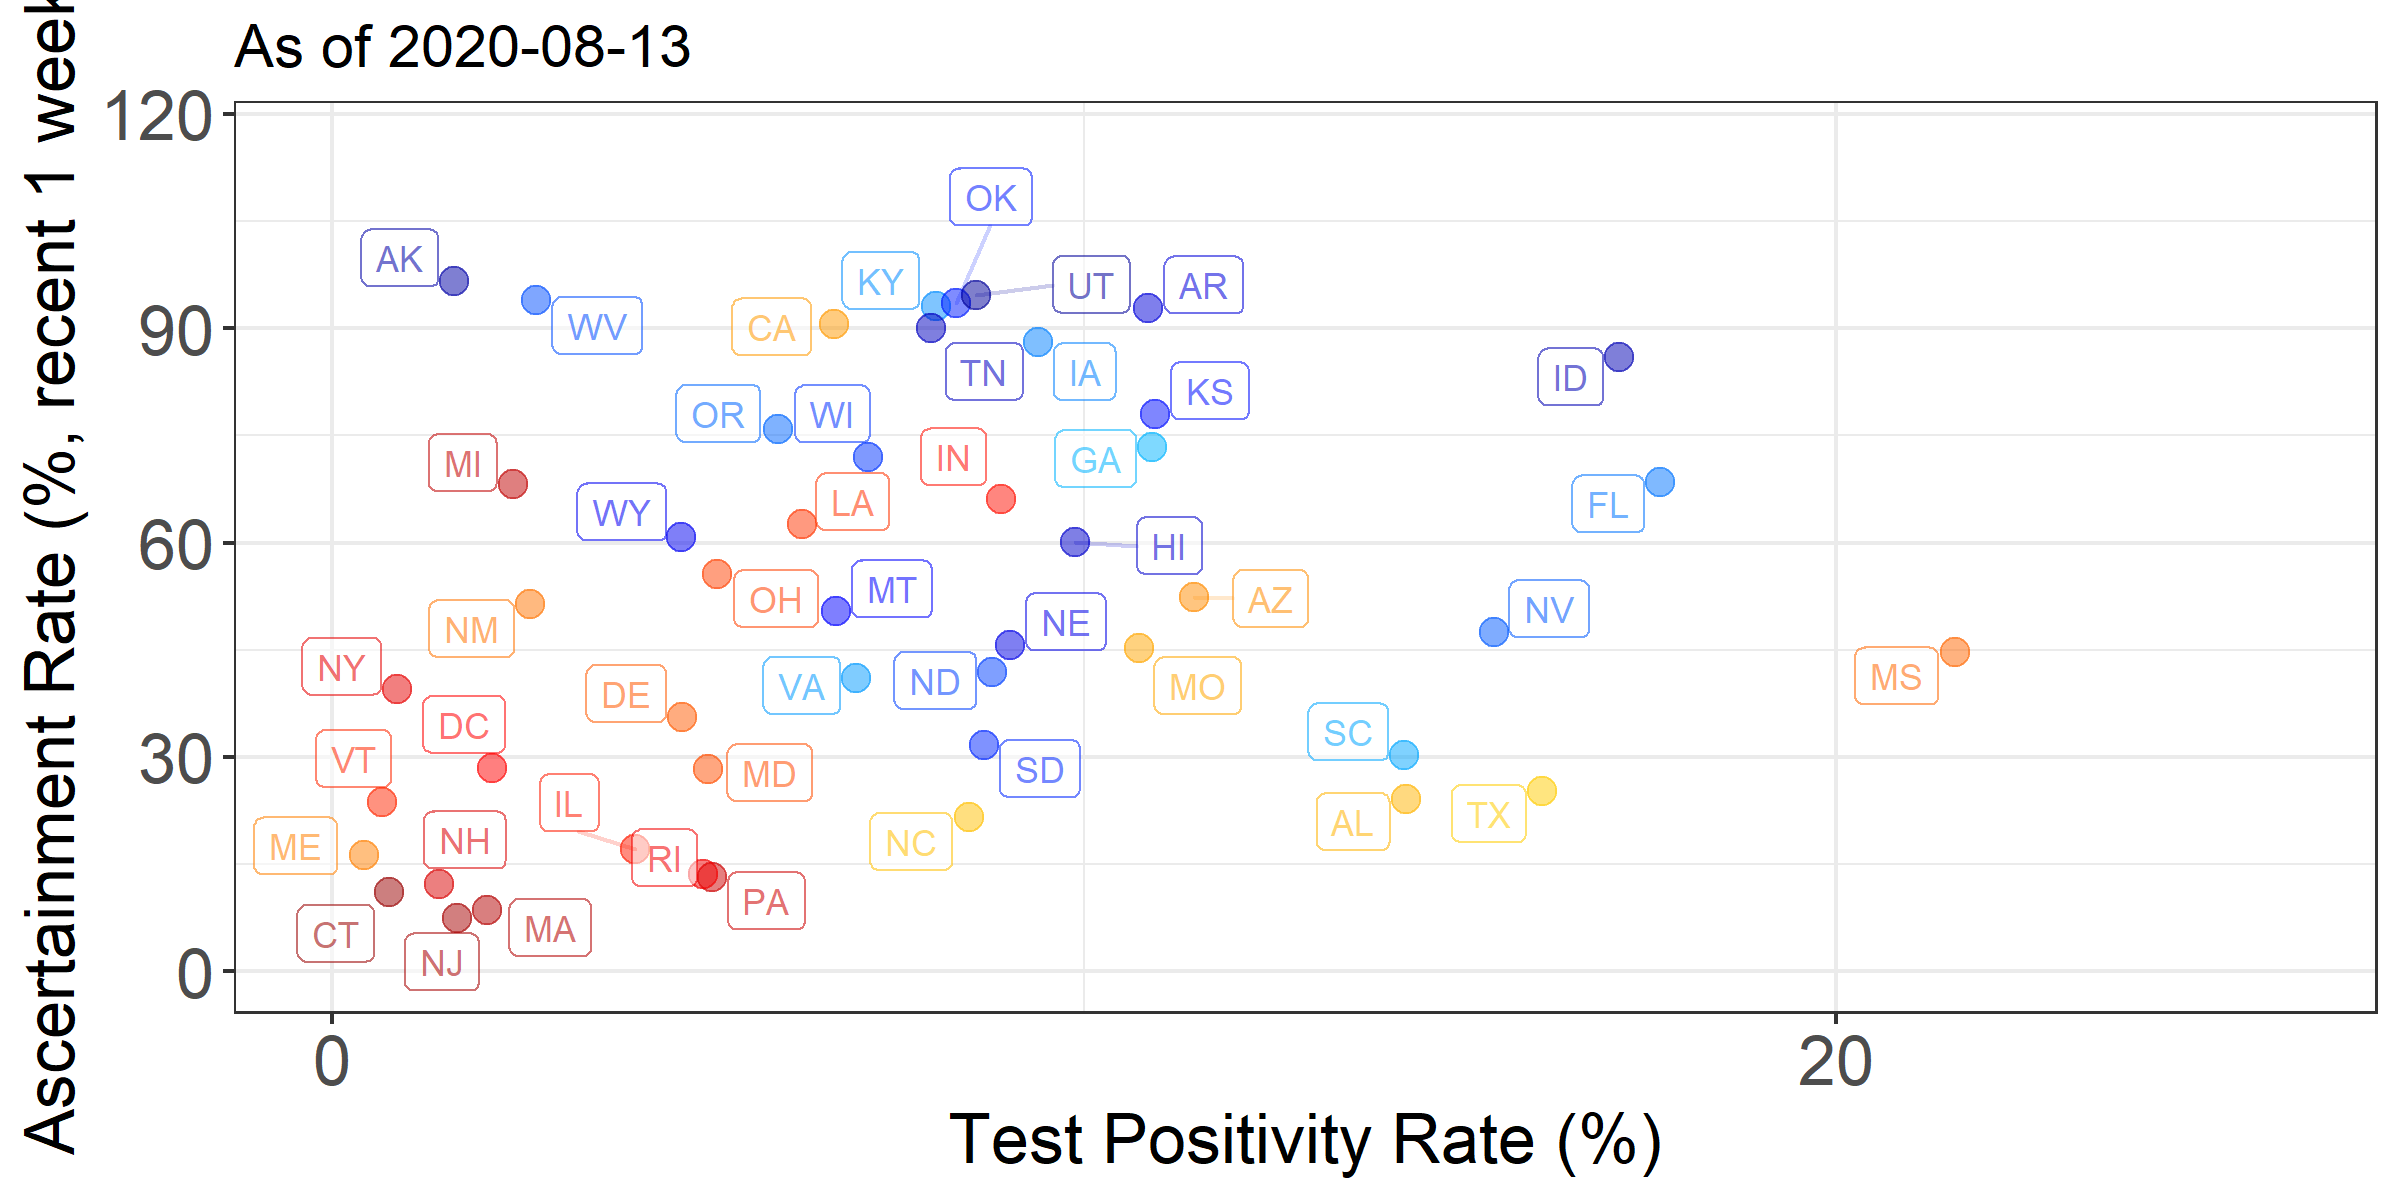 As of 2020-08-13
Ascertainment Rate (%, recent 1 week
120
90
60
30
0
OK
AK
KY
UT
AR
WV
CA
TN
IA
ID
KS
OR
WI
MI
IN
GA
WY
LA
FL
HI
OH
MT
AZ
NM
NE
NV
NY
DE
VA
ND
MO
MS
DC
VT
MD
SD
SC
IL
NC
AL
TX
ME
NH
RI
CT
MA
PA
NJ
0
20
Test Positivity Rate (%)